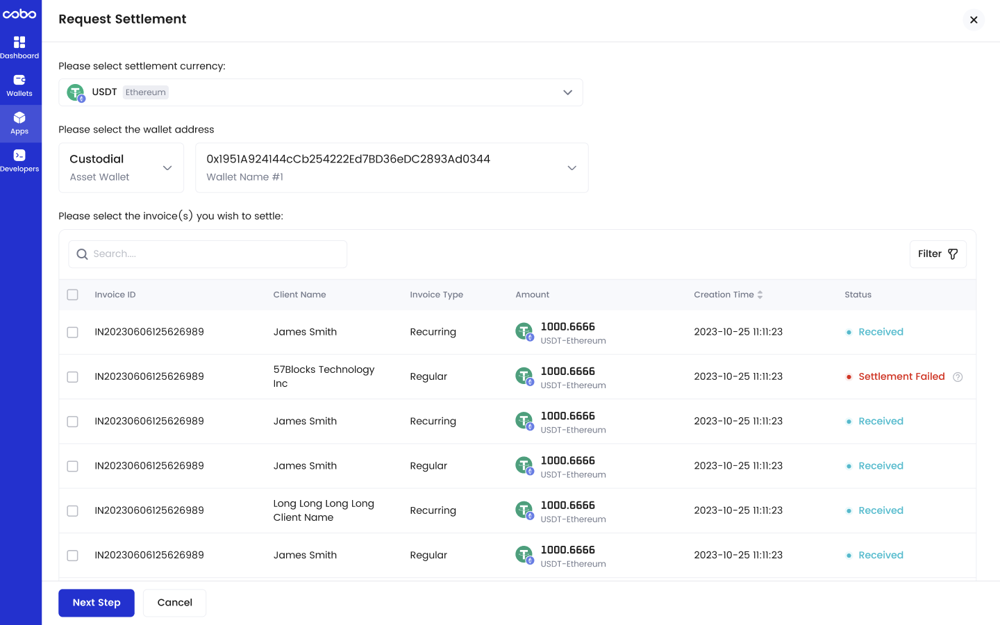 cobo
Request Settlement
Dashboard
Wallets
Apps
Developers
Please select settlement currency:
USDT Ethereum
Please select the wallet address
Custodial
Asset Wallet
0x1951A924144cCb254222Ed7BD36eDC2893Ad0344
Wallet Name #1
Please select the invoice(s) you wish to settle:
Search....
Filter
Invoice ID Client Name Invoice Type Amount Creation Time Status
IN20230606125626989 James Smith Recurring 1000.6666 USDT-Ethereum 2023-10-25 11:11:23 Received
IN20230606125626989 57Blocks Technology Inc Regular 1000.6666 USDT-Ethereum 2023-10-25 11:11:23 Settlement Failed ?
IN20230606125626989 James Smith Recurring 1000.6666 USDT-Ethereum 2023-10-25 11:11:23 Received
IN20230606125626989 James Smith Regular 1000.6666 USDT-Ethereum 2023-10-25 11:11:23 Received
IN20230606125626989 Long Long Long Long Client Name Recurring 1000.6666 USDT-Ethereum 2023-10-25 11:11:23 Received
IN20230606125626989 James Smith Regular 1000.6666 USDT-Ethereum 2023-10-25 11:11:23 Received
Next Step
Cancel